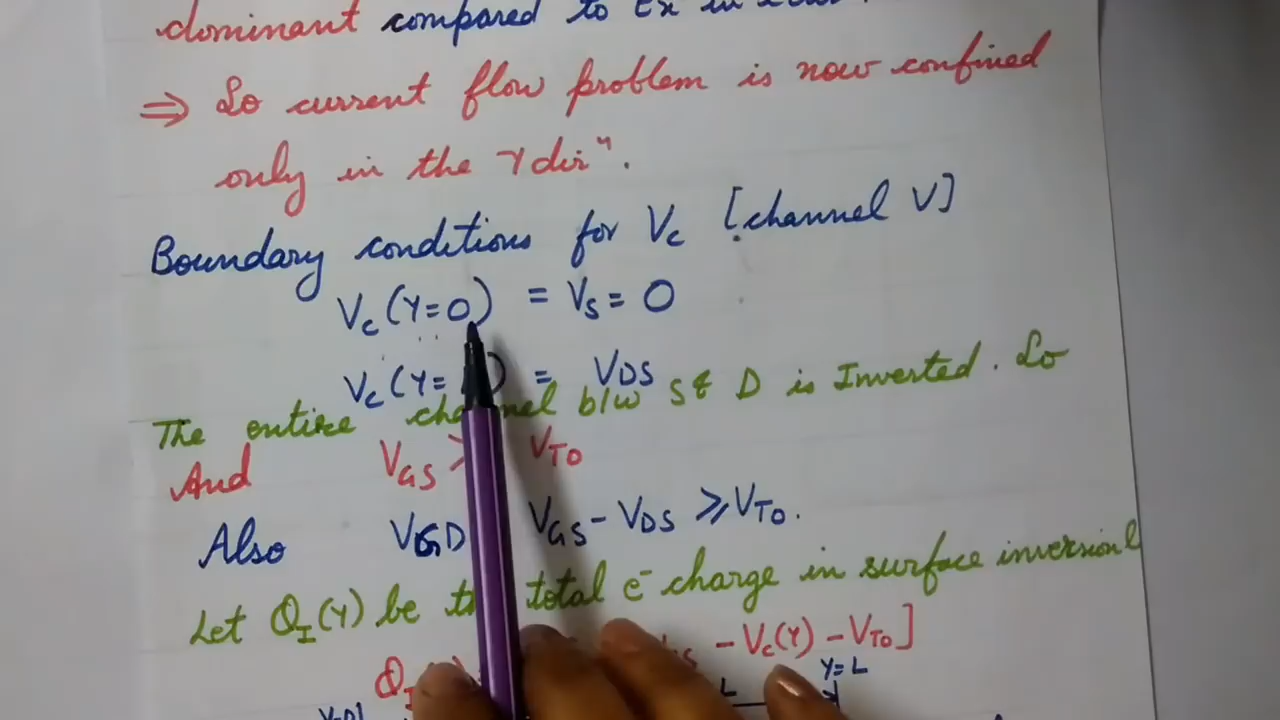 dominant compared to Ex in
⇒ So current flow problem is now confined
only in the Y dirⁿ.
Boundary conditions for Vc [channel V]
Vc (Y=0) = Vs = 0
Vc (Y= ) = VDS
The entire channel b/w S & D is Inverted. So
And VGS > VTO
Also VGD VGS - VDS ⩾ VTO.
Let QI(Y) be the total e⁻ charge in surface inversion
- Vc(Y) - VTO]
Y=L
L